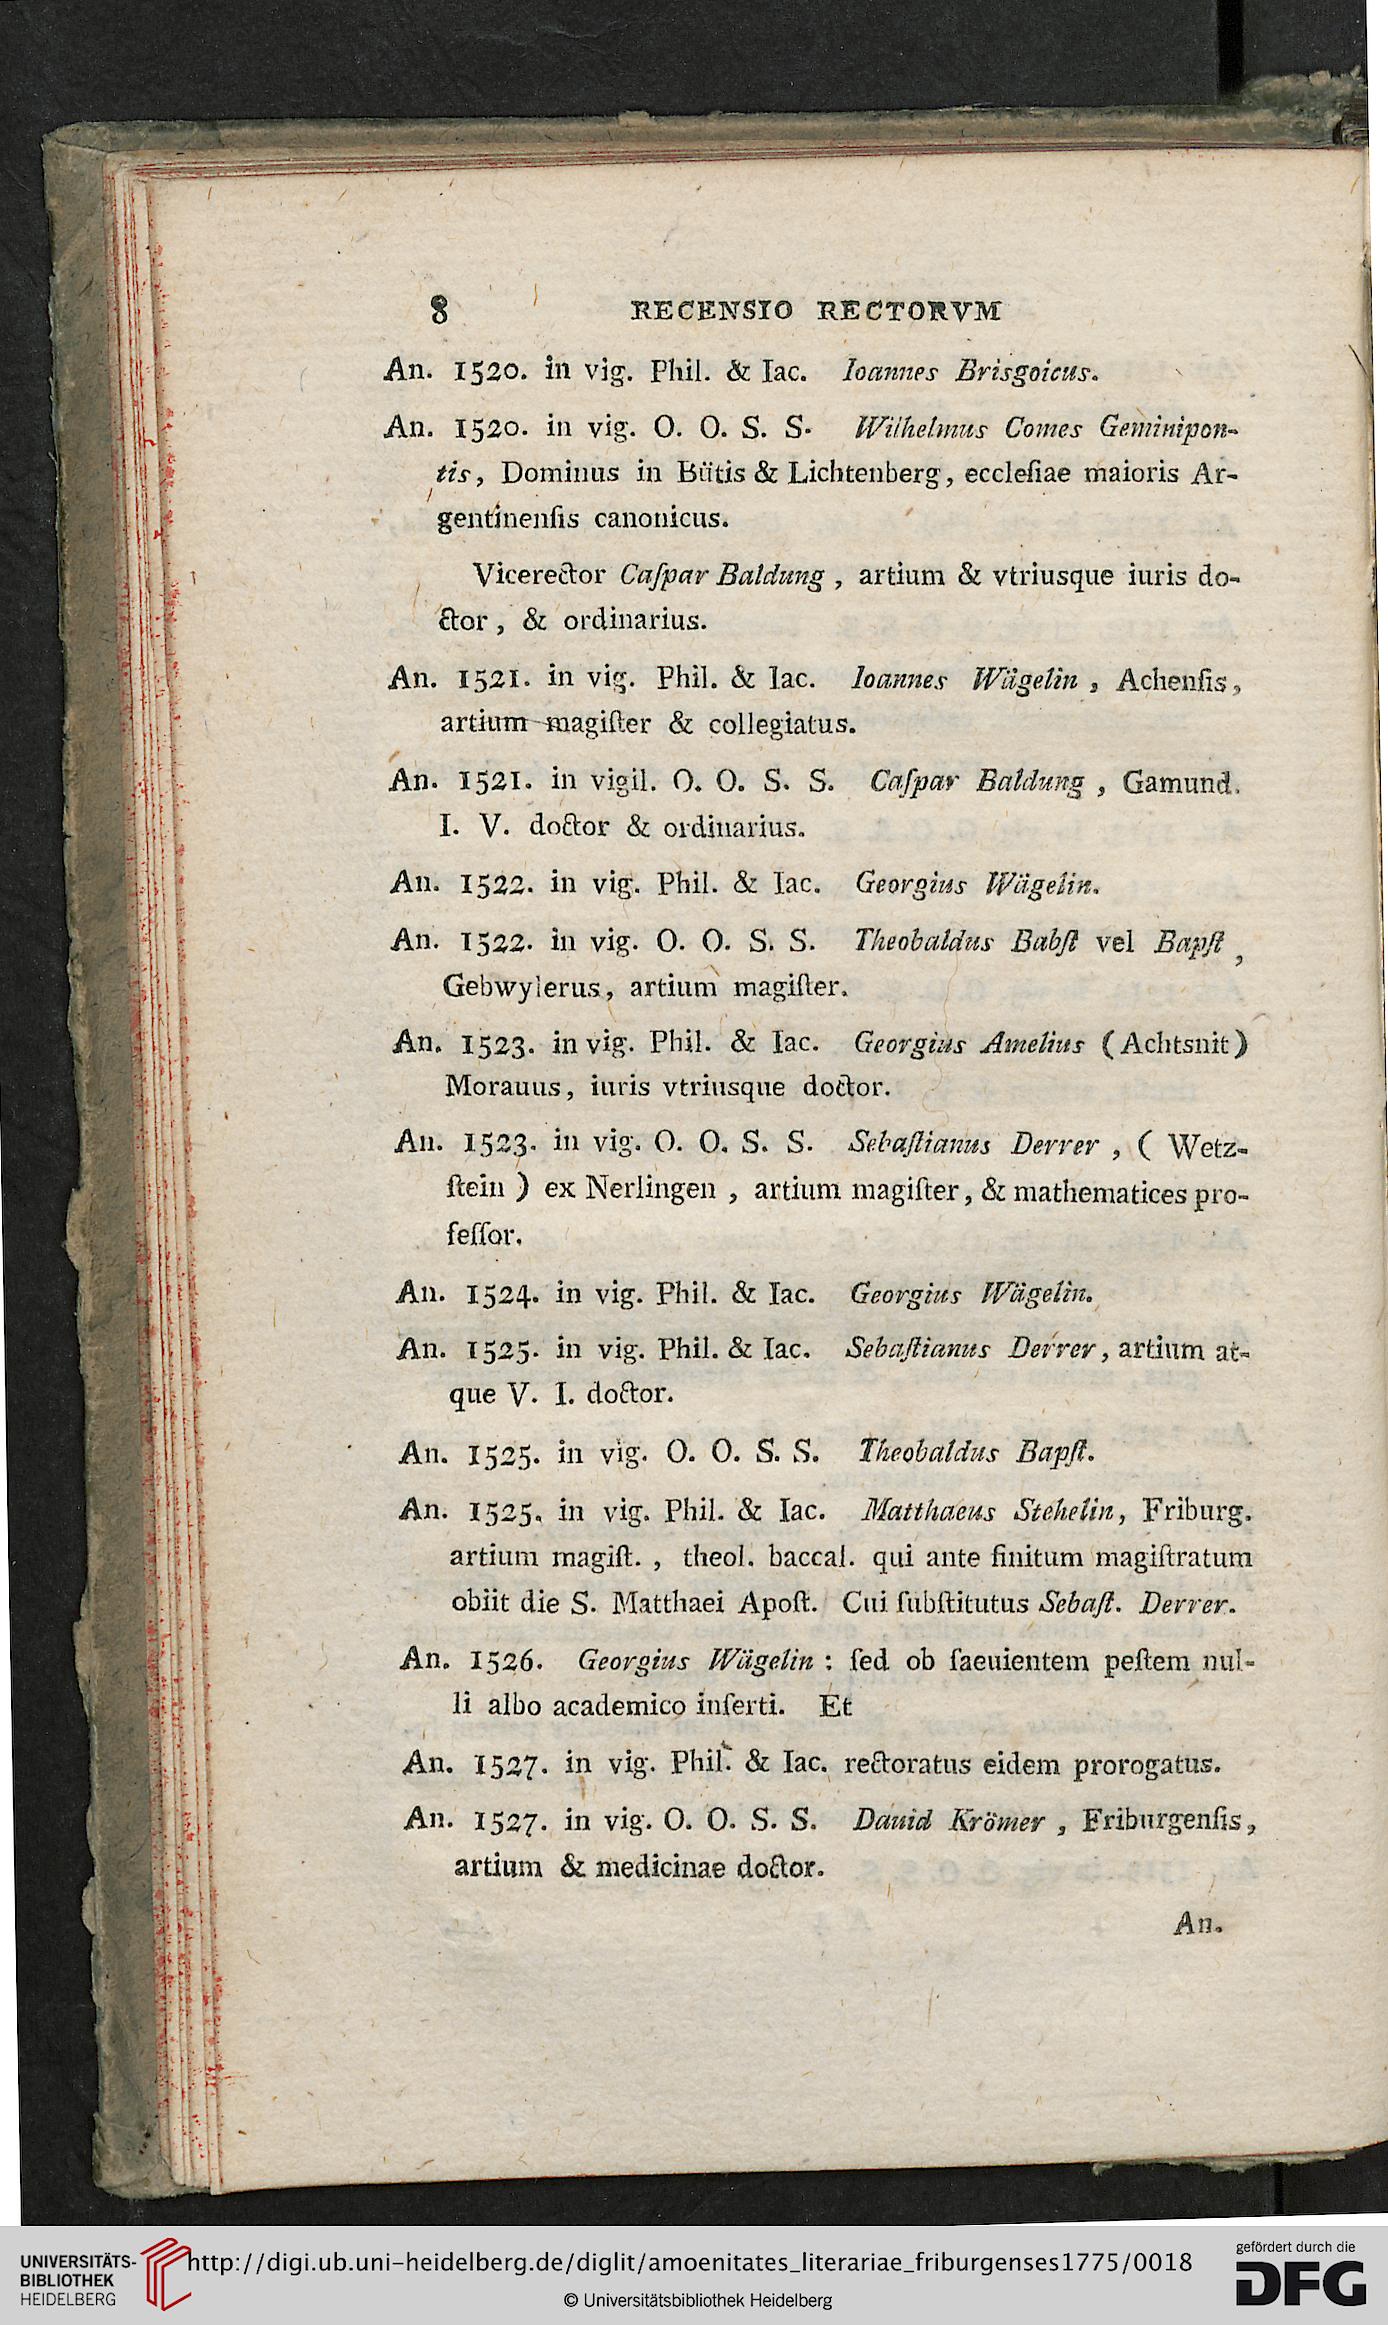 8 RECENSIO RECTORVM
An. 1520. in vig. Phil. & Iac. Ioannes Brisgoicus.
An. 1520. in vig. O. O. S. S. Wilhelmus Comes Geminipon-
tis, Dominus in Bütis & Lichtenberg, eccleſiae maioris Ar-
gentinenſis canonicus.
Vicerector Caſpar Baldung , artium & vtriusque iuris do-
ctor , & ordinarius.
An. 1521. in vig. Phil. & Iac. Ioannes Wägelin , Achenſis,
artium magiſter & collegiatus.
An. 1521. in vigil. O. O. S. S. Caſpar Baldung , Gamund.
I. V. doctor & ordinarius.
An. 1522. in vig. Phil. & Iac. Georgius Wägelin.
An. 1522. in vig. O. O. S. S. Theobaldus Babſt vel Bapſt ,
Gebwylerus, artium magiſter.
An. 1523. in vig. Phil. & Iac. Georgius Amelius (Achtsnit)
Morauus, iuris vtriusque doctor.
An. 1523. in vig. O. O. S. S. Sebaſtianus Derrer , ( Wetz-
ſtein ) ex Nerlingen , artium magiſter, & mathematices pro-
feſſor.
An. 1524. in vig. Phil. & Iac. Georgius Wägelin.
An. 1525. in vig. Phil. & Iac. Sebaſtianus Derrer, artium at-
que V. I. doctor.
An. 1525. in vig. O. O. S. S. Theobaldus Bapſt.
An. 1525. in vig. Phil. & Iac. Matthaeus Stehelin, Friburg.
artium magiſt. , theol. baccal. qui ante finitum magiſtratum
obiit die S. Matthaei Apoſt. Cui ſubſtitutus Sebaſt. Derrer.
An. 1526. Georgius Wägelin : ſed ob ſaeuientem peſtem nul-
li albo academico inſerti. Et
An. 1527. in vig. Phil. & Iac. rectoratus eidem prorogatus.
An. 1527. in vig. O. O. S. S. Dauid Krömer , Friburgenſis,
artium & medicinae doctor.
An.
UNIVERSITÄTS-
BIBLIOTHEK
HEIDELBERG
http://digi.ub.uni-heidelberg.de/diglit/amoenitates_literariae_friburgenses1775/0018
© Universitätsbibliothek Heidelberg
gefördert durch die
DFG